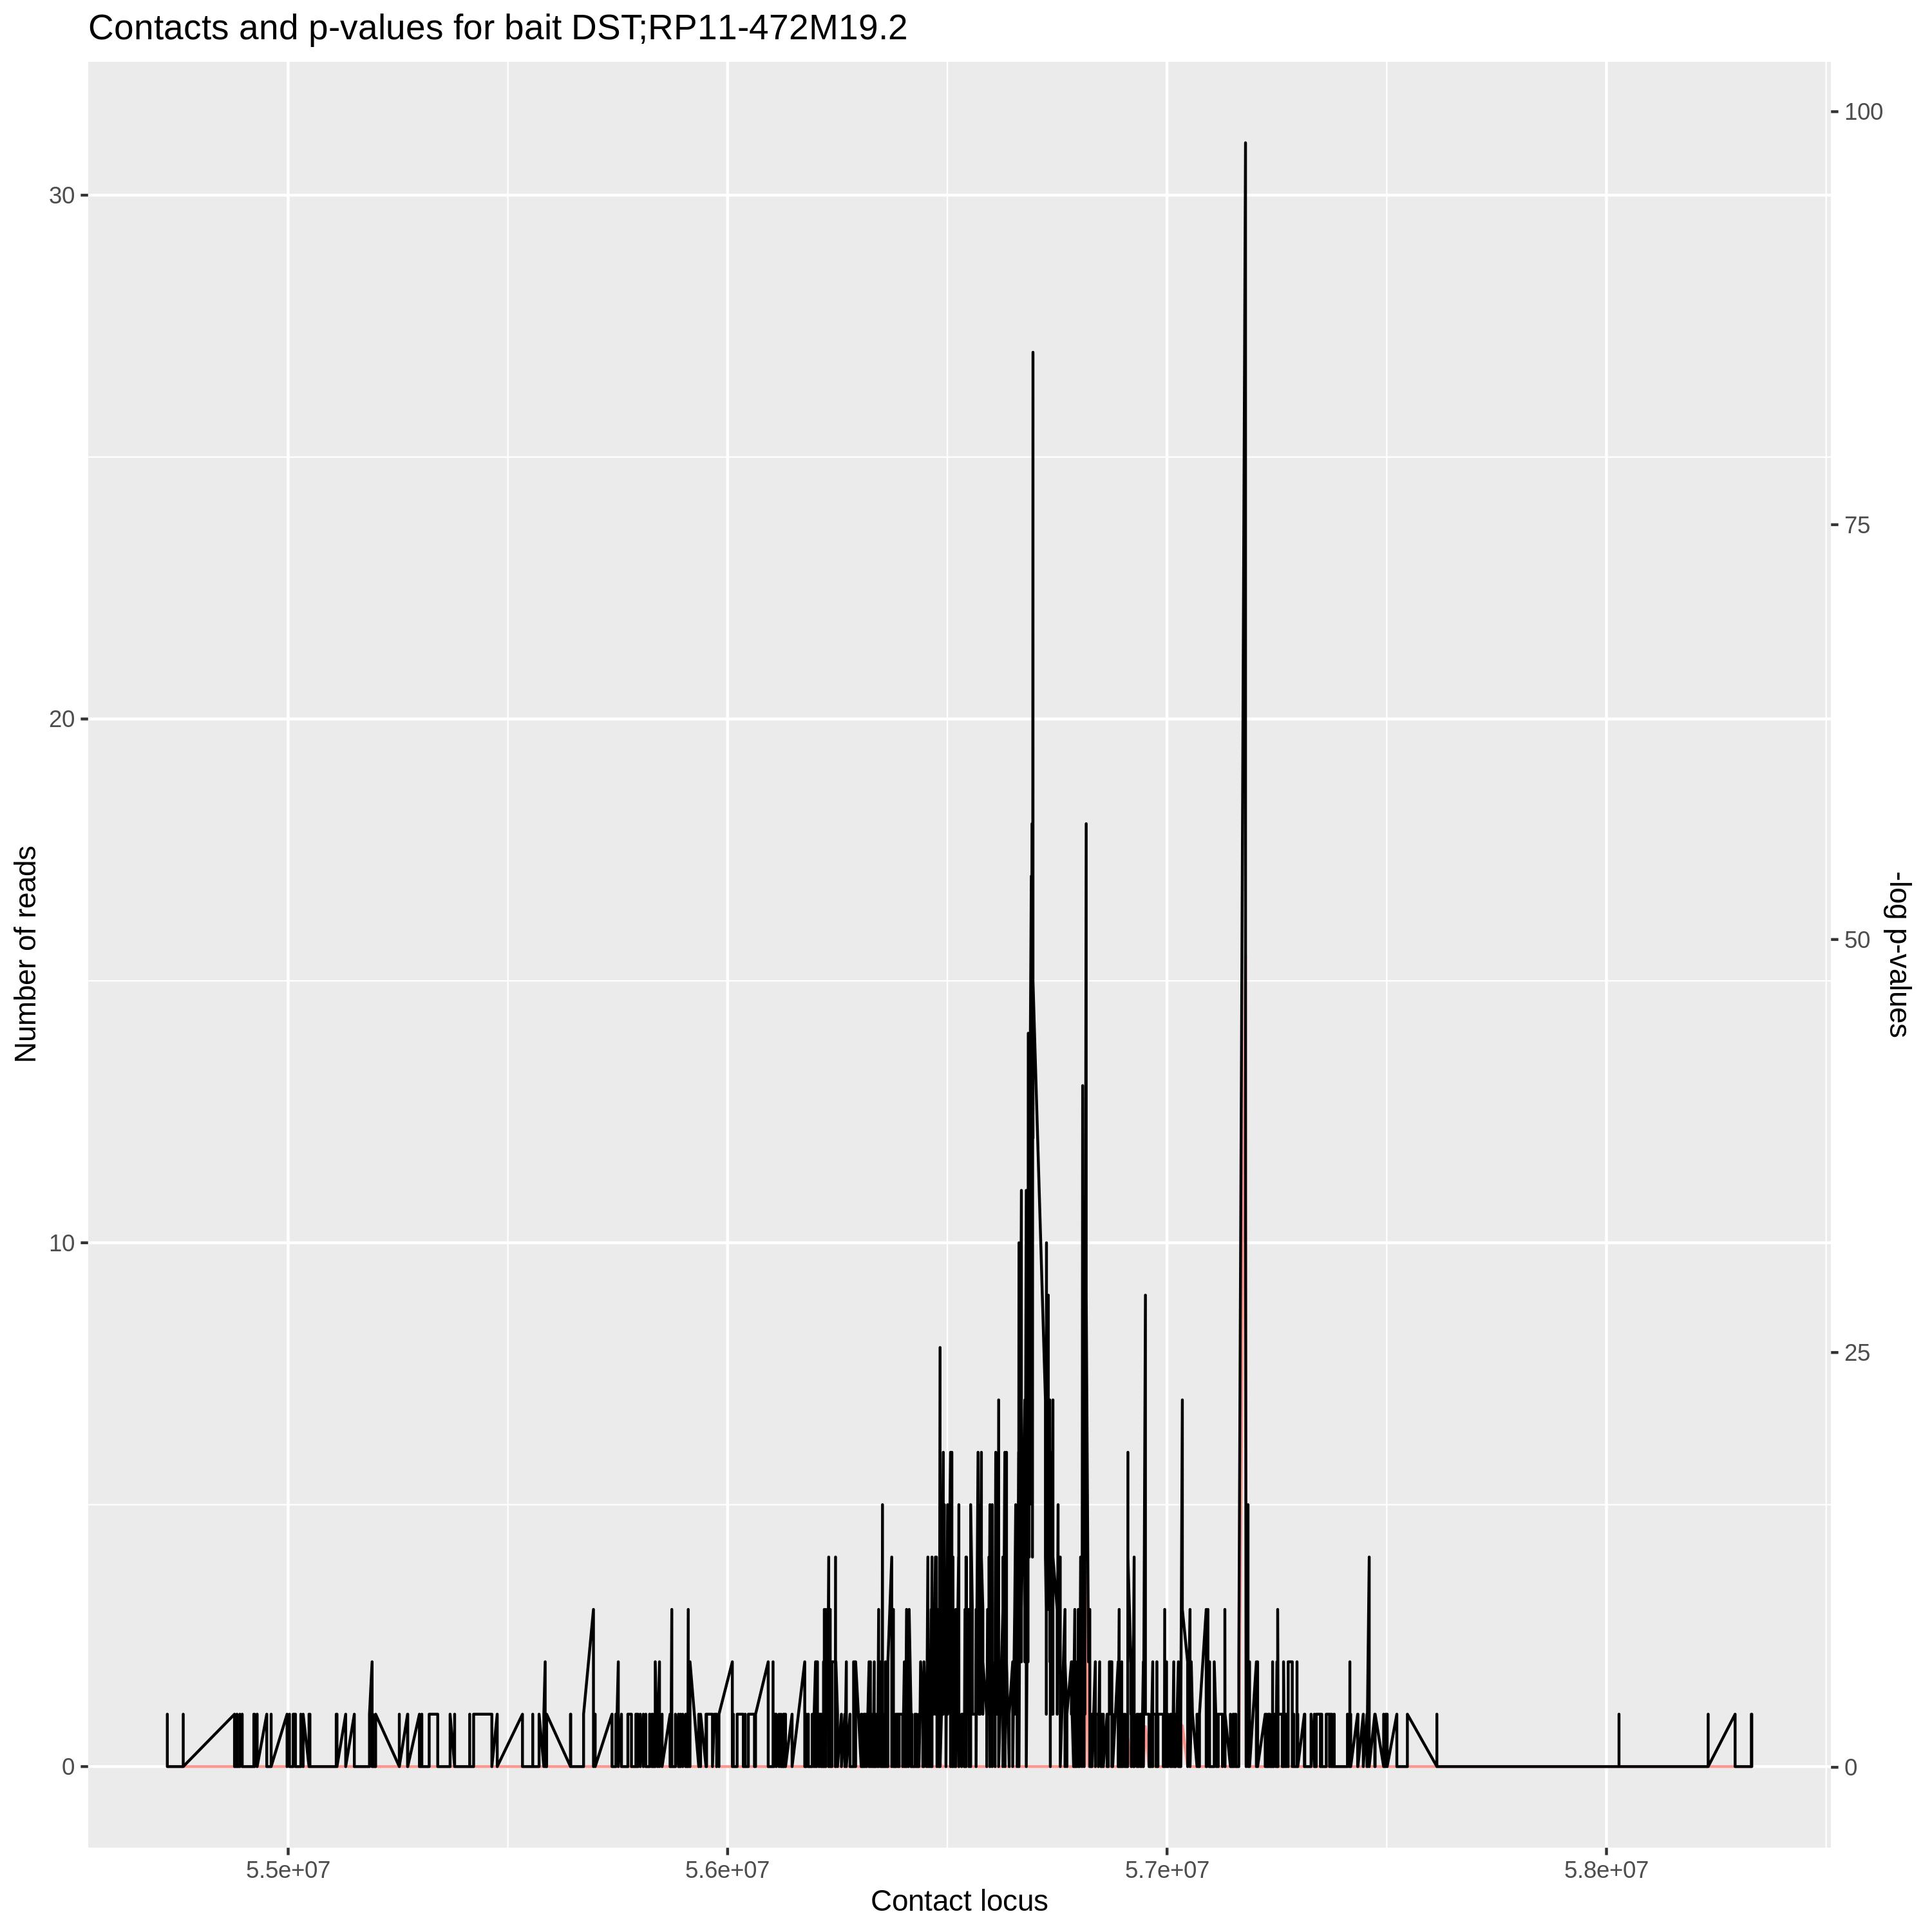 Contacts and p-values for bait DST;RP11-472M19.2
Number of reads
30
20
10
0
100
75
50
25
0
-log p-values
5.5e+07
5.6e+07
5.7e+07
5.8e+07
Contact locus